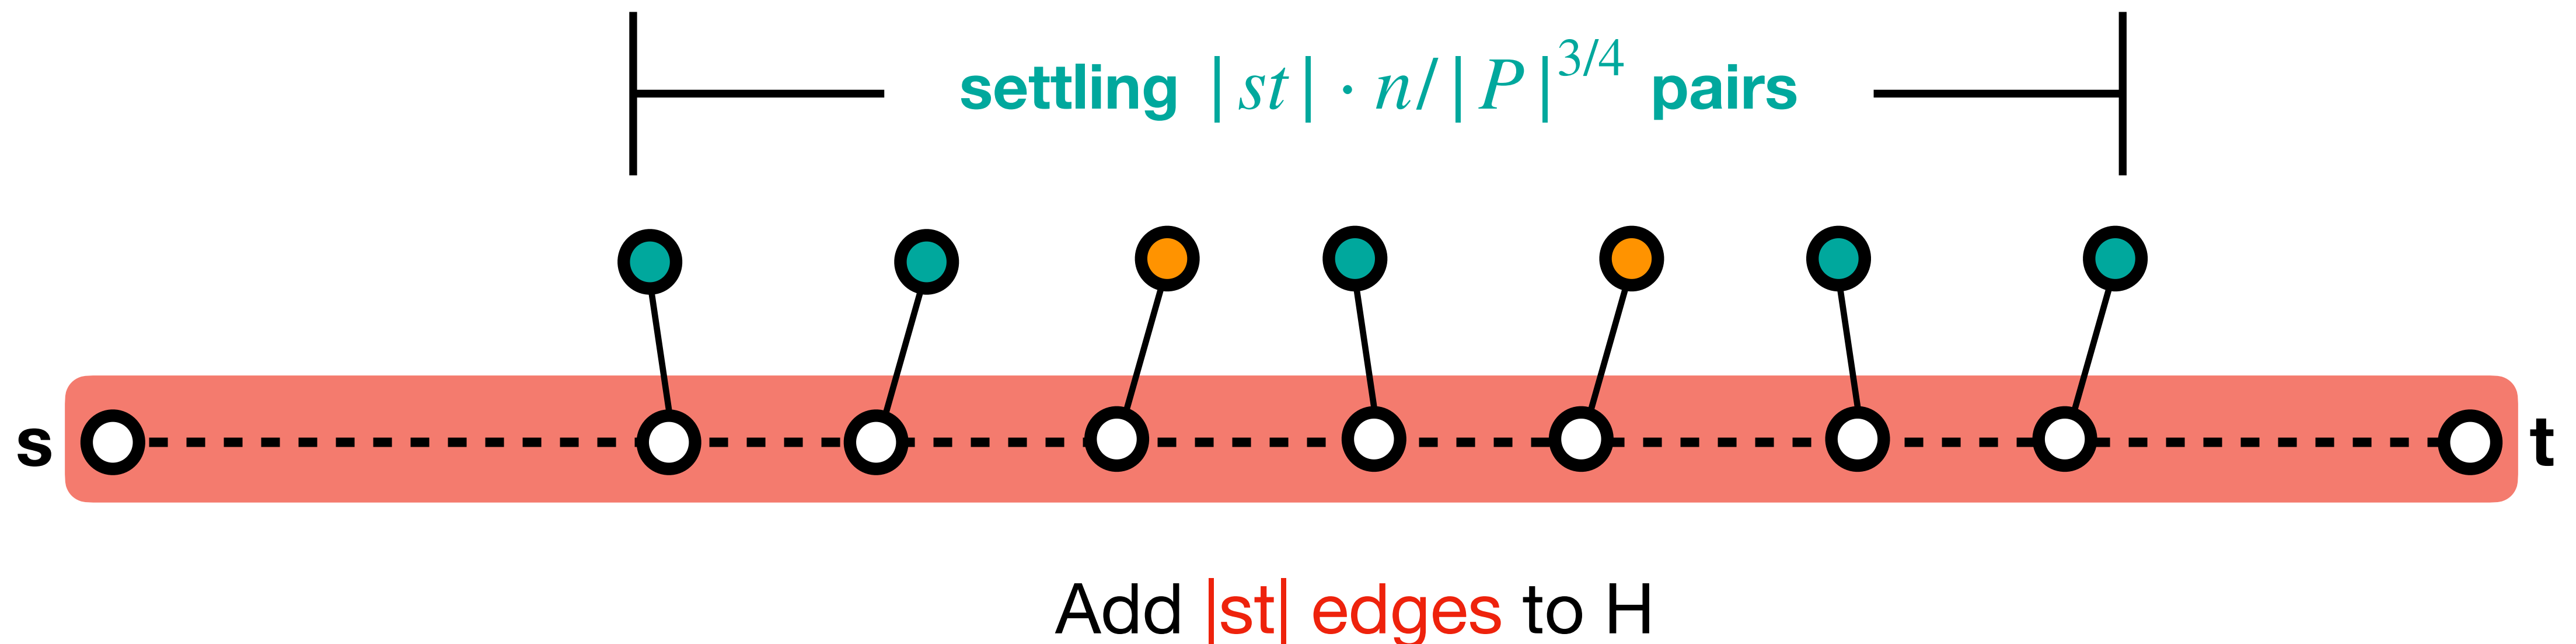 settling |st| · n/|P|^{3/4} pairs
s t
Add |st| edges to H